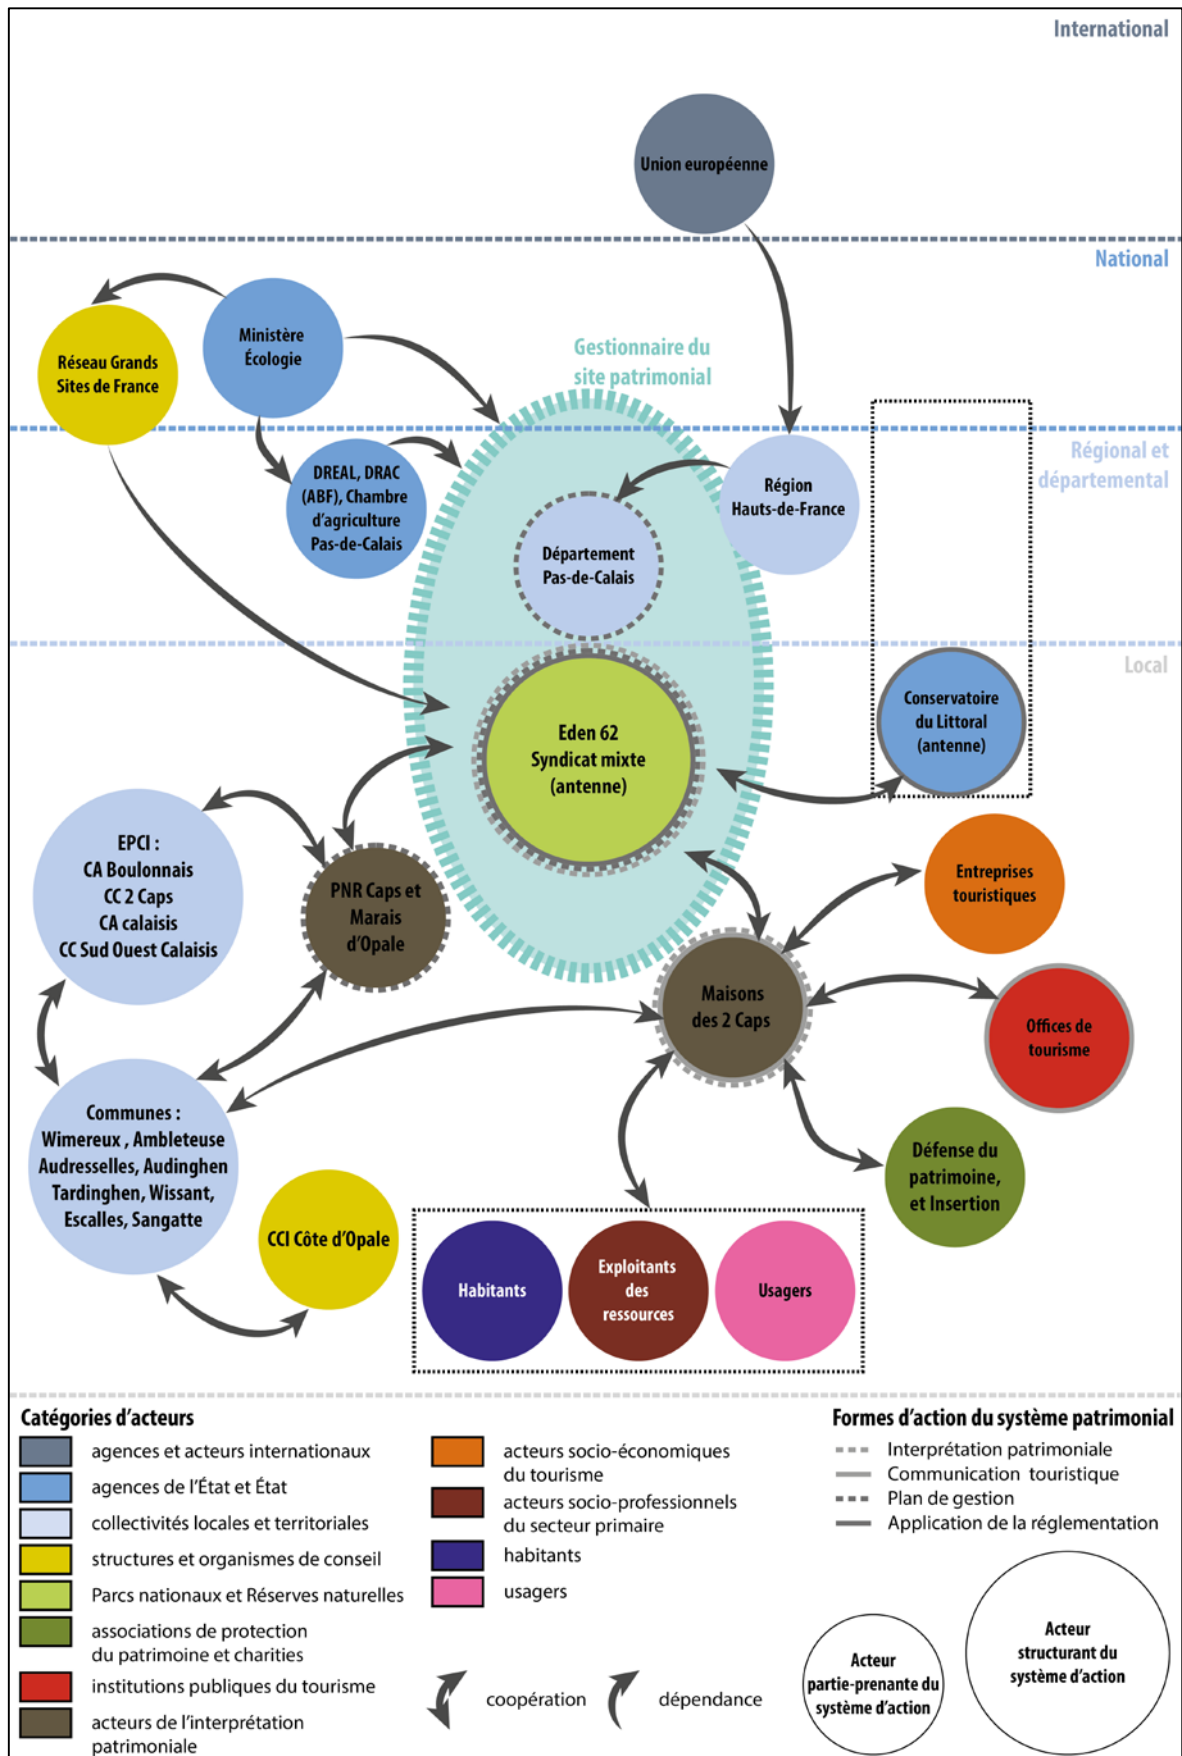 International
Union européenne
National
Gestionnaire du
site patrimonial
Réseau Grands
Sites de France
Ministère
Écologie
Régional et
départemental
DREAL, DRAC
(ABF), Chambre
d'agriculture
Pas-de-Calais
Région
Hauts-de-France
Département
Pas-de-Calais
Local
Eden 62
Syndicat mixte
(antenne)
Conservatoire
du Littoral
(antenne)
EPCI :
CA Boulonnais
CC 2 Caps
CA calaisis
CC Sud Ouest Calaisis
PNR Caps et
Marais
d'Opale
Entreprises
touristiques
Maisons
des 2 Caps
Offices de
tourisme
Communes :
Wimereux , Ambleteuse
Audresselles, Audinghen
Tardinghen, Wissant,
Escalles, Sangatte
Défense du
patrimoine,
et Insertion
CCI Côte d'Opale
Habitants
Exploitants
des
ressources
Usagers
Catégories d'acteurs
agences et acteurs internationaux
agences de l'État et État
collectivités locales et territoriales
structures et organismes de conseil
Parcs nationaux et Réserves naturelles
associations de protection
du patrimoine et charities
institutions publiques du tourisme
acteurs de l'interprétation
patrimoniale
acteurs socio-économiques
du tourisme
acteurs socio-professionnels
du secteur primaire
habitants
usagers
coopération
dépendance
Formes d'action du système patrimonial
Interprétation patrimoniale
Communication touristique
Plan de gestion
Application de la réglementation
Acteur
partie-prenante du
système d'action
Acteur
structurant du
système d'action